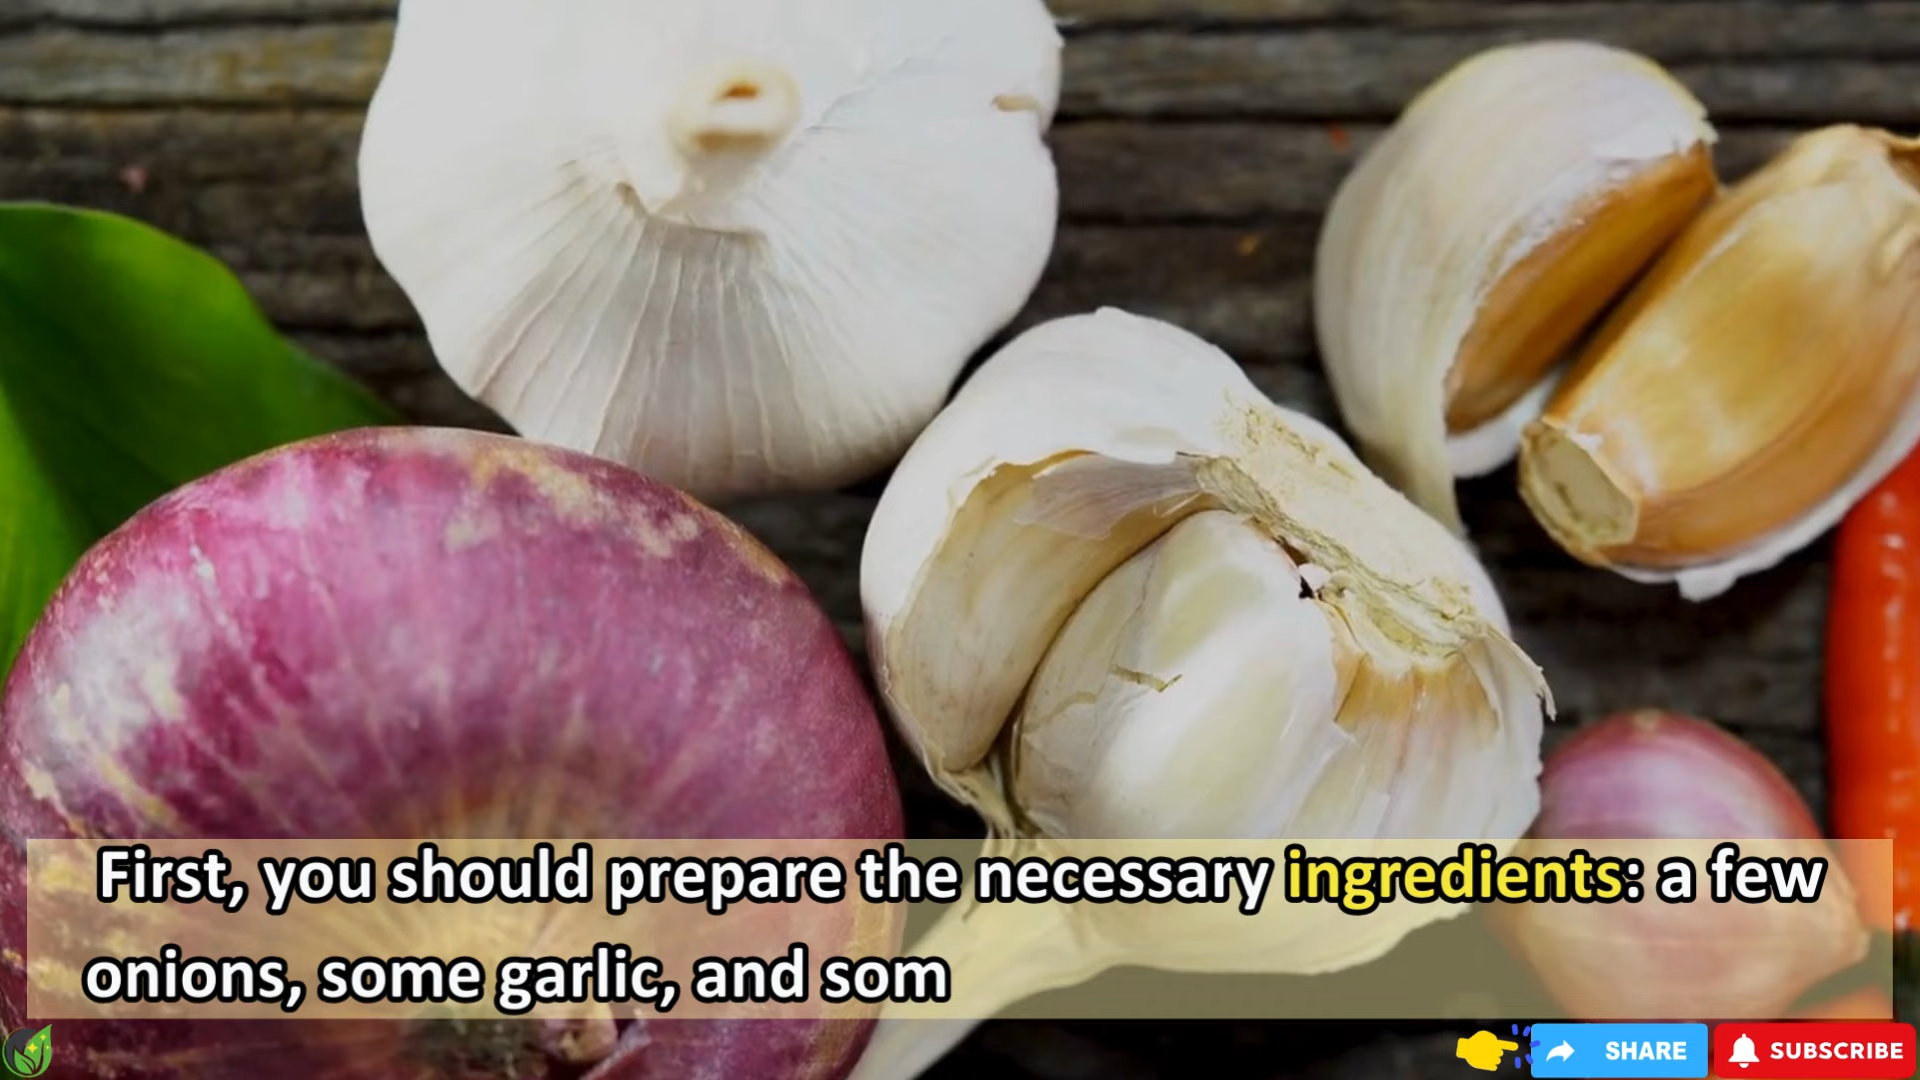 First, you should prepare the necessary ingredients: a few
onions, some garlic, and som
SHARE
SUBSCRIBE